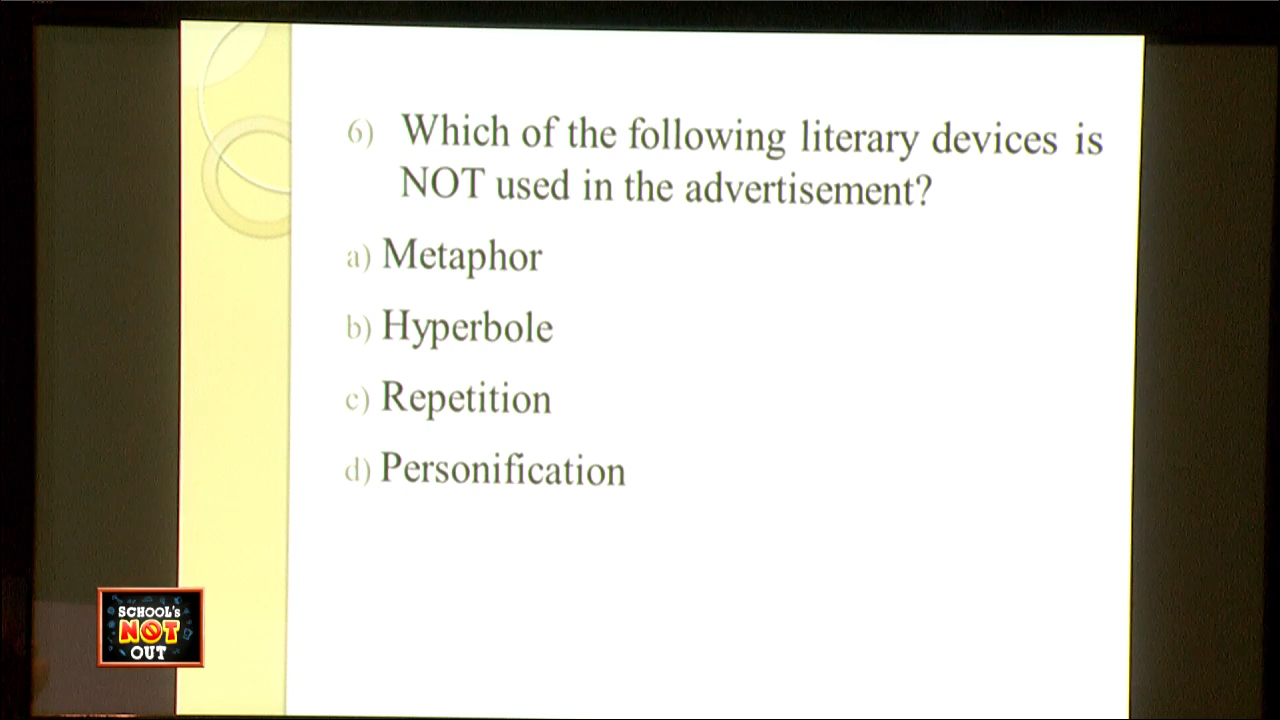 6) Which of the following literary devices is
NOT used in the advertisement?
a) Metaphor
b) Hyperbole
c) Repetition
d) Personification
SCHOOL'S
NOT
OUT